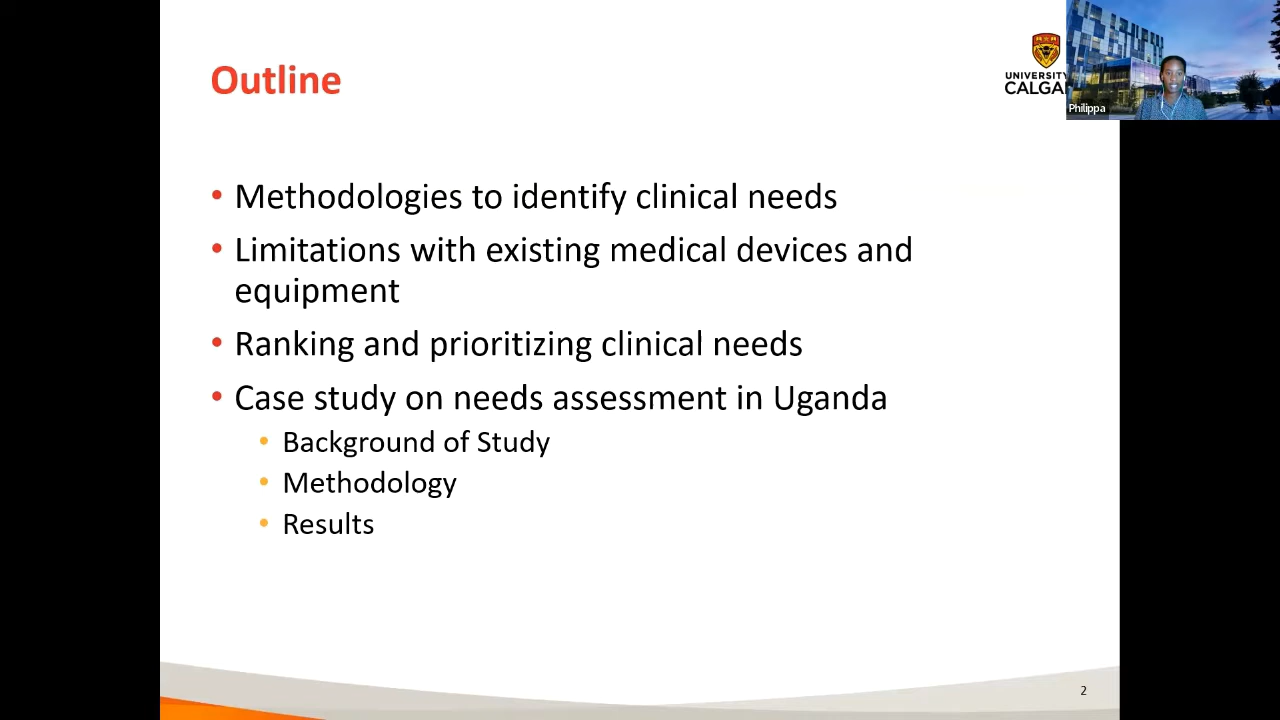 Outline
UNIVERSITY
CALGA
Philippa
• Methodologies to identify clinical needs
• Limitations with existing medical devices and
equipment
• Ranking and prioritizing clinical needs
• Case study on needs assessment in Uganda
• Background of Study
• Methodology
• Results
2